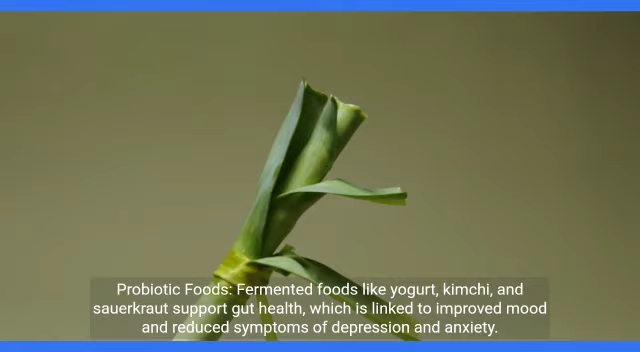 Probiotic Foods: Fermented foods like yogurt, kimchi, and
sauerkraut support gut health, which is linked to improved mood
and reduced symptoms of depression and anxiety.